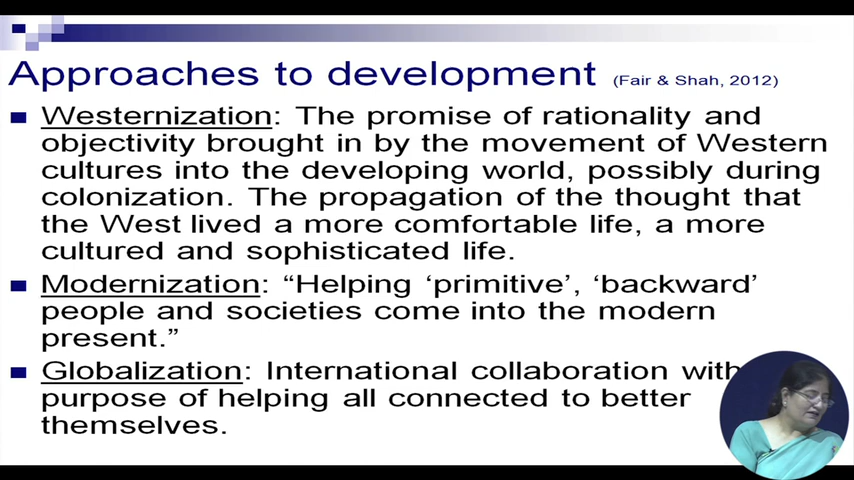 Approaches to development (Fair & Shah, 2012)
Westernization: The promise of rationality and
objectivity brought in by the movement of Western
cultures into the developing world, possibly during
colonization. The propagation of the thought that
the West lived a more comfortable life, a more
cultured and sophisticated life.
Modernization: “Helping ‘primitive’, ‘backward’
people and societies come into the modern
present.”
Globalization: International collaboration with
purpose of helping all connected to better
themselves.